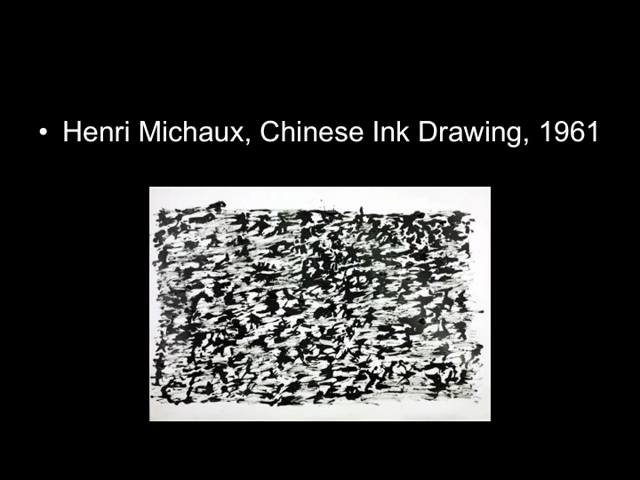 • Henri Michaux, Chinese Ink Drawing, 1961